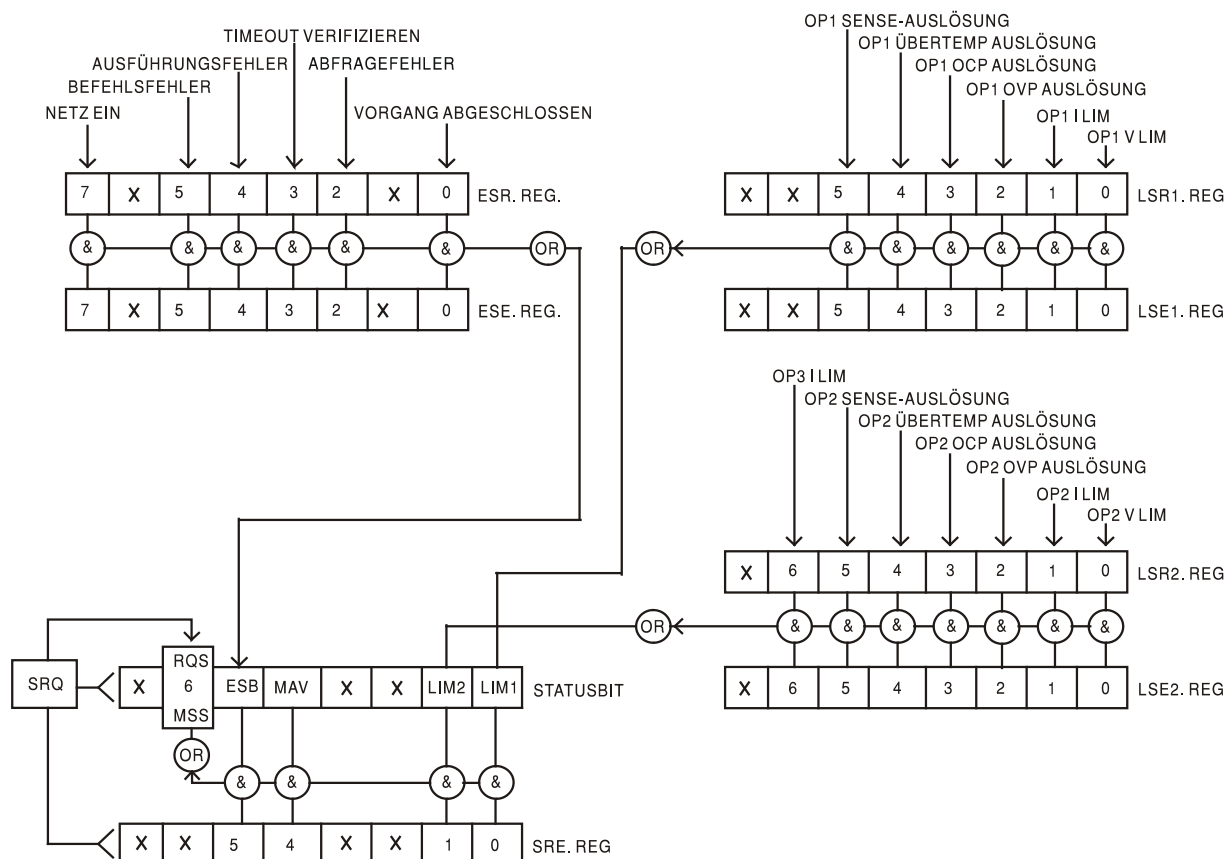 TIMEOUT VERIFIZIEREN
AUSFÜHRUNGSFEHLER
ABFRAGEFEHLER
BEFEHLSFEHLER
NETZ EIN
VORGANG ABGESCHLOSSEN
7 X 5 4 3 2 X 0 ESR. REG.
& & & & & & OR
7 X 5 4 3 2 X 0 ESE. REG.
OP1 SENSE-AUSLÖSUNG
OP1 ÜBERTEMP AUSLÖSUNG
OP1 OCP AUSLÖSUNG
OP1 OVP AUSLÖSUNG
OP1 I LIM
OP1 V LIM
X X 5 4 3 2 1 0 LSR1. REG
OR & & & & & &
X X 5 4 3 2 1 0 LSE1. REG
OP3 I LIM
OP2 SENSE-AUSLÖSUNG
OP2 ÜBERTEMP AUSLÖSUNG
OP2 OCP AUSLÖSUNG
OP2 OVP AUSLÖSUNG
OP2 I LIM
OP2 V LIM
X 6 5 4 3 2 1 0 LSR2. REG
OR & & & & & & &
X 6 5 4 3 2 1 0 LSE2. REG
RQS
SRQ X 6 ESB MAV X X LIM2 LIM1 STATUSBIT
MSS
OR
& & & &
X X 5 4 X X 1 0 SRE. REG